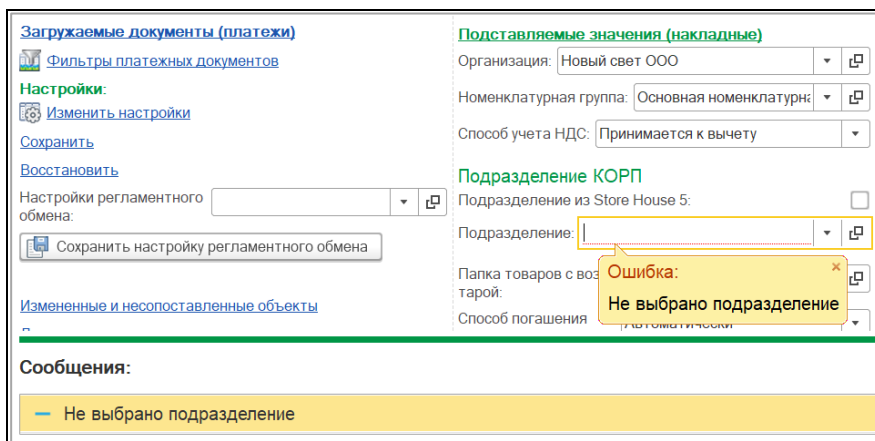 Загружаемые документы (платежи)
Фильтры платежных документов
Настройки:
Изменить настройки
Сохранить
Восстановить
Настройки регламентного
обмена:
Сохранить настройку регламентного обмена
Измененные и несопоставленные объекты
Подставляемые значения (накладные)
Организация: Новый свет ООО
Номенклатурная группа: Основная номенклатурна
Способ учета НДС: Принимается к вычету
Подразделение КОРП
Подразделение из Store House 5:
Подразделение:
Ошибка:
Не выбрано подразделение
Папка товаров с воз
тарой:
Способ погашения Автоматически
Сообщения:
Не выбрано подразделение